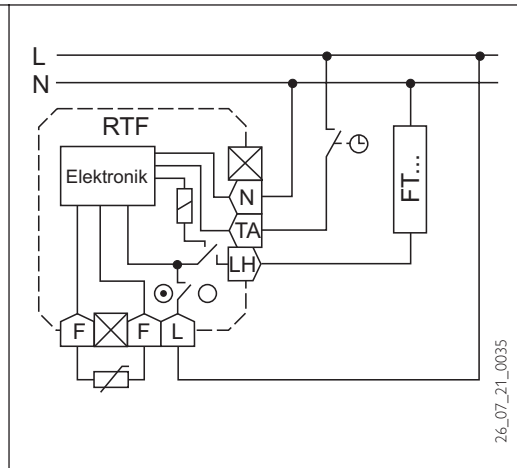 L
N
RTF
Elektronik
N
TA
LH
F
F
L
FT...
26_07_21_0035